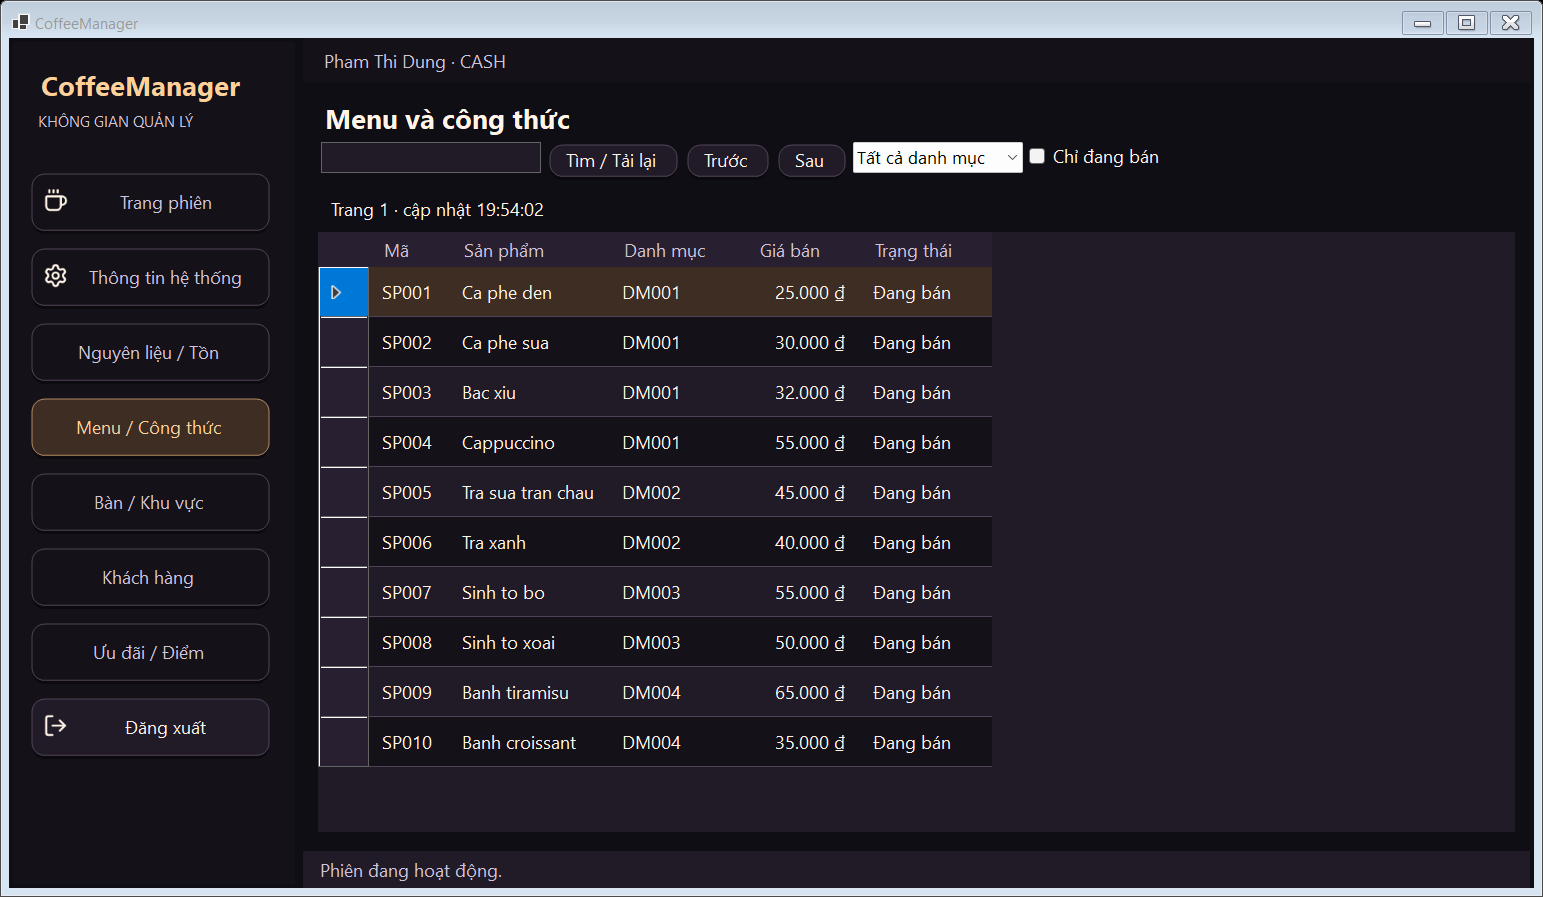 CoffeeManager
CoffeeManager
KHÔNG GIAN QUẢN LÝ
Trang phiên
Thông tin hệ thống
Nguyên liệu / Tồn
Menu / Công thức
Bàn / Khu vực
Khách hàng
Ưu đãi / Điểm
Đăng xuất
Pham Thi Dung · CASH
Menu và công thức
Tìm / Tải lại Trước Sau Tất cả danh mục Chỉ đang bán
Trang 1 · cập nhật 19:54:02
Mã Sản phẩm Danh mục Giá bán Trạng thái
SP001 Ca phe den DM001 25.000 ₫ Đang bán
SP002 Ca phe sua DM001 30.000 ₫ Đang bán
SP003 Bac xiu DM001 32.000 ₫ Đang bán
SP004 Cappuccino DM001 55.000 ₫ Đang bán
SP005 Tra sua tran chau DM002 45.000 ₫ Đang bán
SP006 Tra xanh DM002 40.000 ₫ Đang bán
SP007 Sinh to bo DM003 55.000 ₫ Đang bán
SP008 Sinh to xoai DM003 50.000 ₫ Đang bán
SP009 Banh tiramisu DM004 65.000 ₫ Đang bán
SP010 Banh croissant DM004 35.000 ₫ Đang bán
Phiên đang hoạt động.